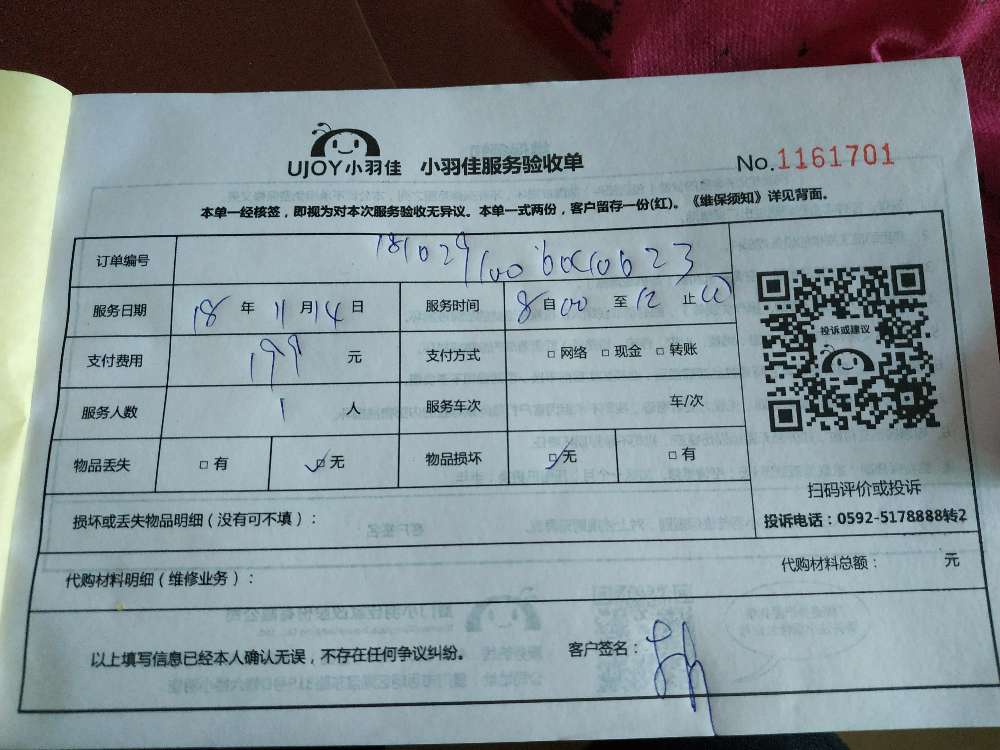 UJOY小羽佳 小羽佳服务验收单 No.1161701
本单一经核签，即视为对本次服务验收无异议。本单一式两份，客户留存一份(红)。《维保须知》详见背面。
订单编号
服务日期 18 年 11 月 14 日 服务时间 8 自 00 至 12 止
支付费用 199 元 支付方式 □网络 □现金 □转账
投诉或建议
服务人数 1 人 服务车次 车/次
物品丢失 □有 ☑无 物品损坏 ☑无 □有
扫码评价或投诉
投诉电话：0592-5178888转2
损坏或丢失物品明细（没有可不填）：
代购材料明细（维修业务）： 代购材料总额： 元
以上填写信息已经本人确认无误，不存在任何争议纠纷。 客户签名：